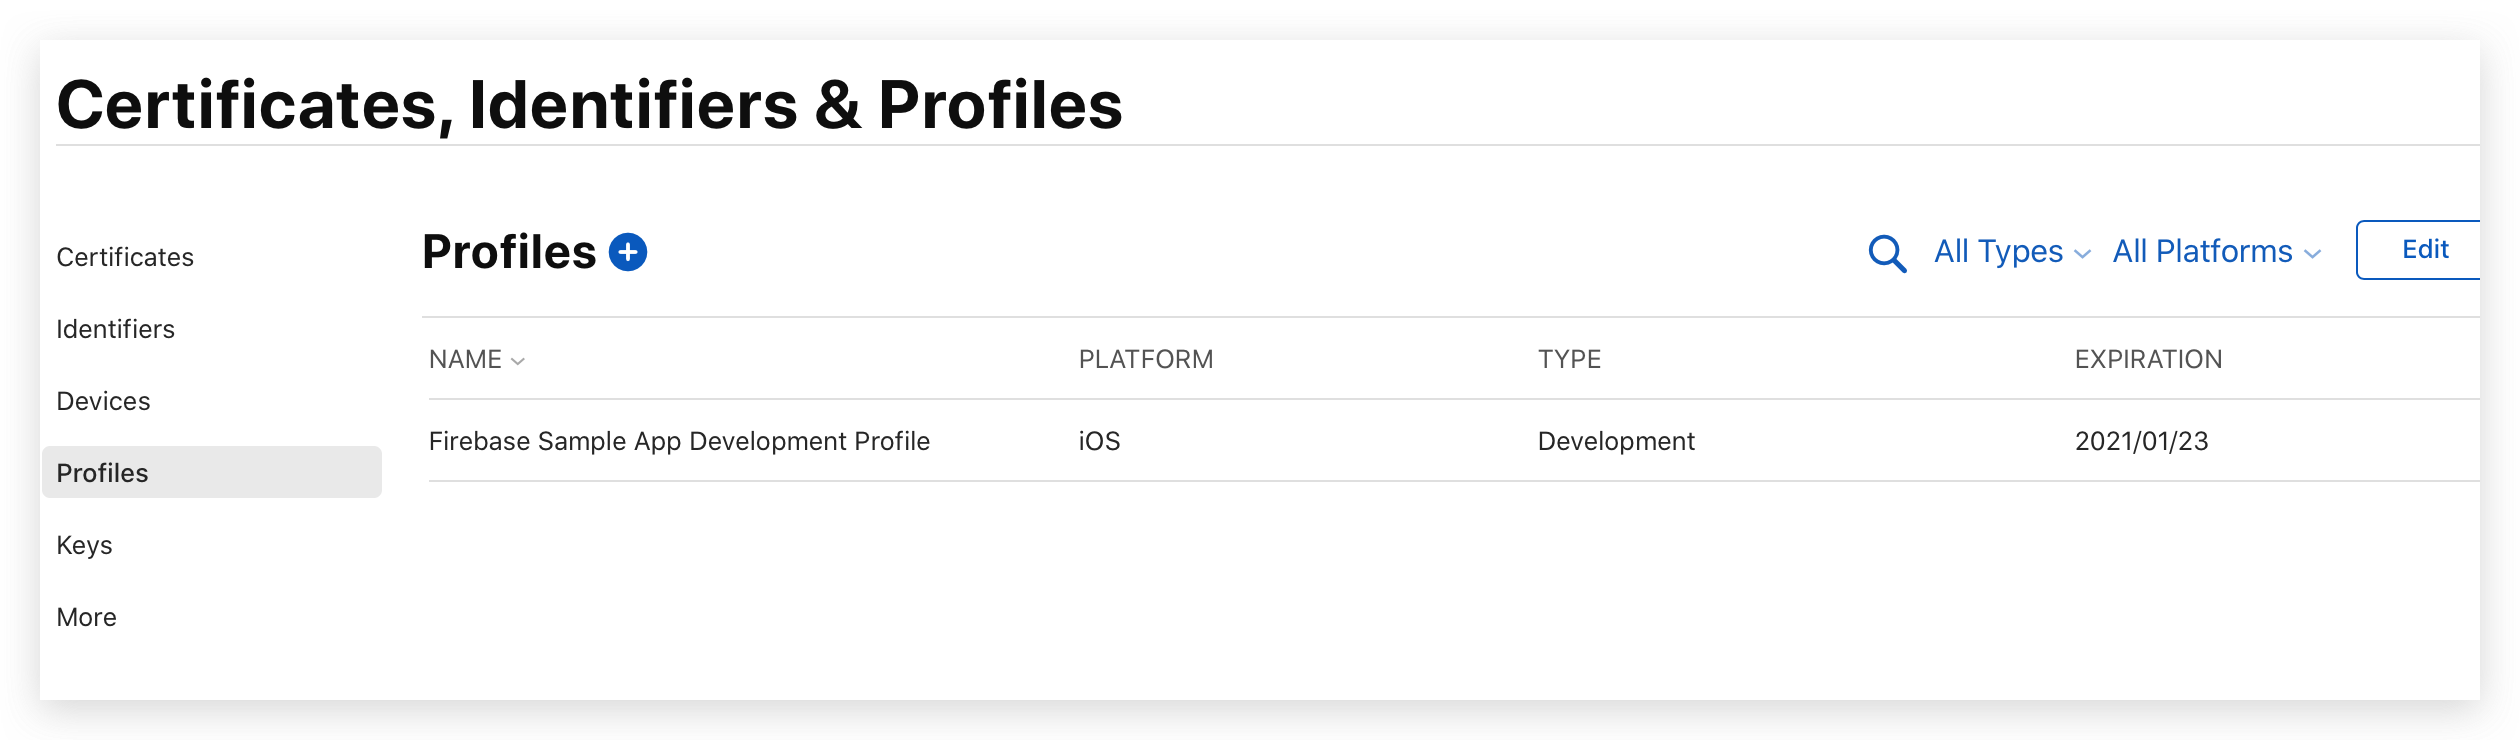 Certificates, Identifiers & Profiles
Certificates
Identifiers
Devices
Profiles
Keys
More
Profiles
All Types
All Platforms
Edit
NAME PLATFORM TYPE EXPIRATION
Firebase Sample App Development Profile iOS Development 2021/01/23